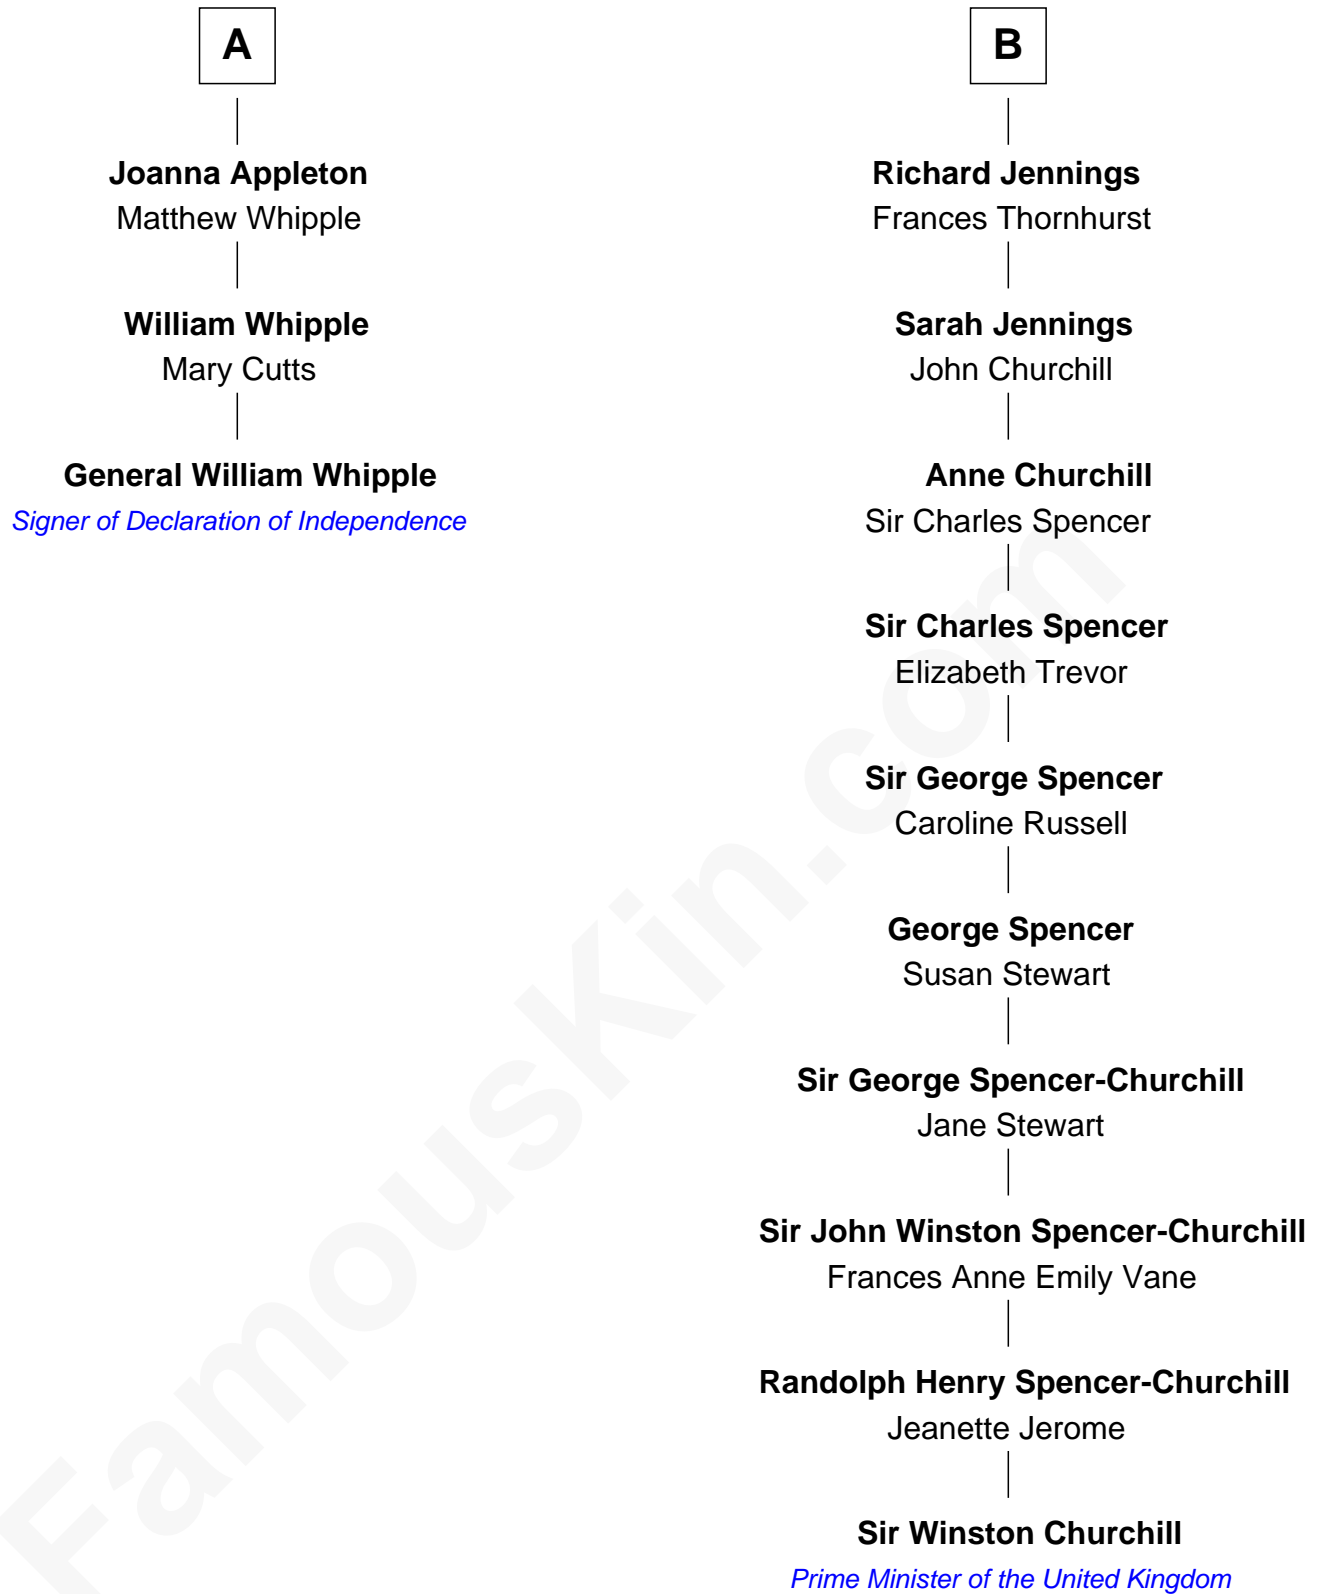 A
Joanna Appleton
Matthew Whipple
William Whipple
Mary Cutts
General William Whipple
Signer of Declaration of Independence
B
Richard Jennings
Frances Thornhurst
Sarah Jennings
John Churchill
Anne Churchill
Sir Charles Spencer
Sir Charles Spencer
Elizabeth Trevor
Sir George Spencer
Caroline Russell
George Spencer
Susan Stewart
Sir George Spencer-Churchill
Jane Stewart
Sir John Winston Spencer-Churchill
Frances Anne Emily Vane
Randolph Henry Spencer-Churchill
Jeanette Jerome
Sir Winston Churchill
Prime Minister of the United Kingdom
FamousKin.com